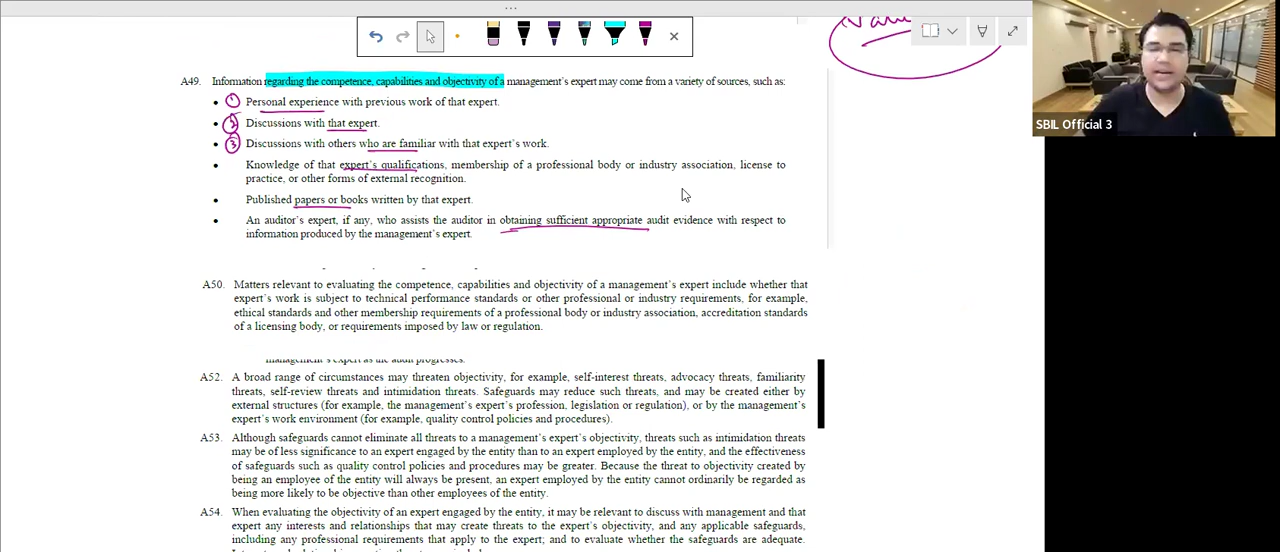 A49. Information regarding the competence, capabilities and objectivity of a management's expert may come from a variety of sources, such as:
• ① Personal experience with previous work of that expert.
• ② Discussions with that expert.
• ③ Discussions with others who are familiar with that expert's work.
• Knowledge of that expert's qualifications, membership of a professional body or industry association, license to
practice, or other forms of external recognition.
• Published papers or books written by that expert.
• An auditor's expert, if any, who assists the auditor in obtaining sufficient appropriate audit evidence with respect to
information produced by the management's expert.
A50. Matters relevant to evaluating the competence, capabilities and objectivity of a management's expert include whether that
expert's work is subject to technical performance standards or other professional or industry requirements, for example,
ethical standards and other membership requirements of a professional body or industry association, accreditation standards
of a licensing body, or requirements imposed by law or regulation.
management's expert as the audit progresses.
A52. A broad range of circumstances may threaten objectivity, for example, self-interest threats, advocacy threats, familiarity
threats, self-review threats and intimidation threats. Safeguards may reduce such threats, and may be created either by
external structures (for example, the management's expert's profession, legislation or regulation), or by the management's
expert's work environment (for example, quality control policies and procedures).
A53. Although safeguards cannot eliminate all threats to a management's expert's objectivity, threats such as intimidation threats
may be of less significance to an expert engaged by the entity than to an expert employed by the entity, and the effectiveness
of safeguards such as quality control policies and procedures may be greater. Because the threat to objectivity created by
being an employee of the entity will always be present, an expert employed by the entity cannot ordinarily be regarded as
being more likely to be objective than other employees of the entity.
A54. When evaluating the objectivity of an expert engaged by the entity, it may be relevant to discuss with management and that
expert any interests and relationships that may create threats to the expert's objectivity, and any applicable safeguards,
including any professional requirements that apply to the expert; and to evaluate whether the safeguards are adequate.
SBIL Official 3